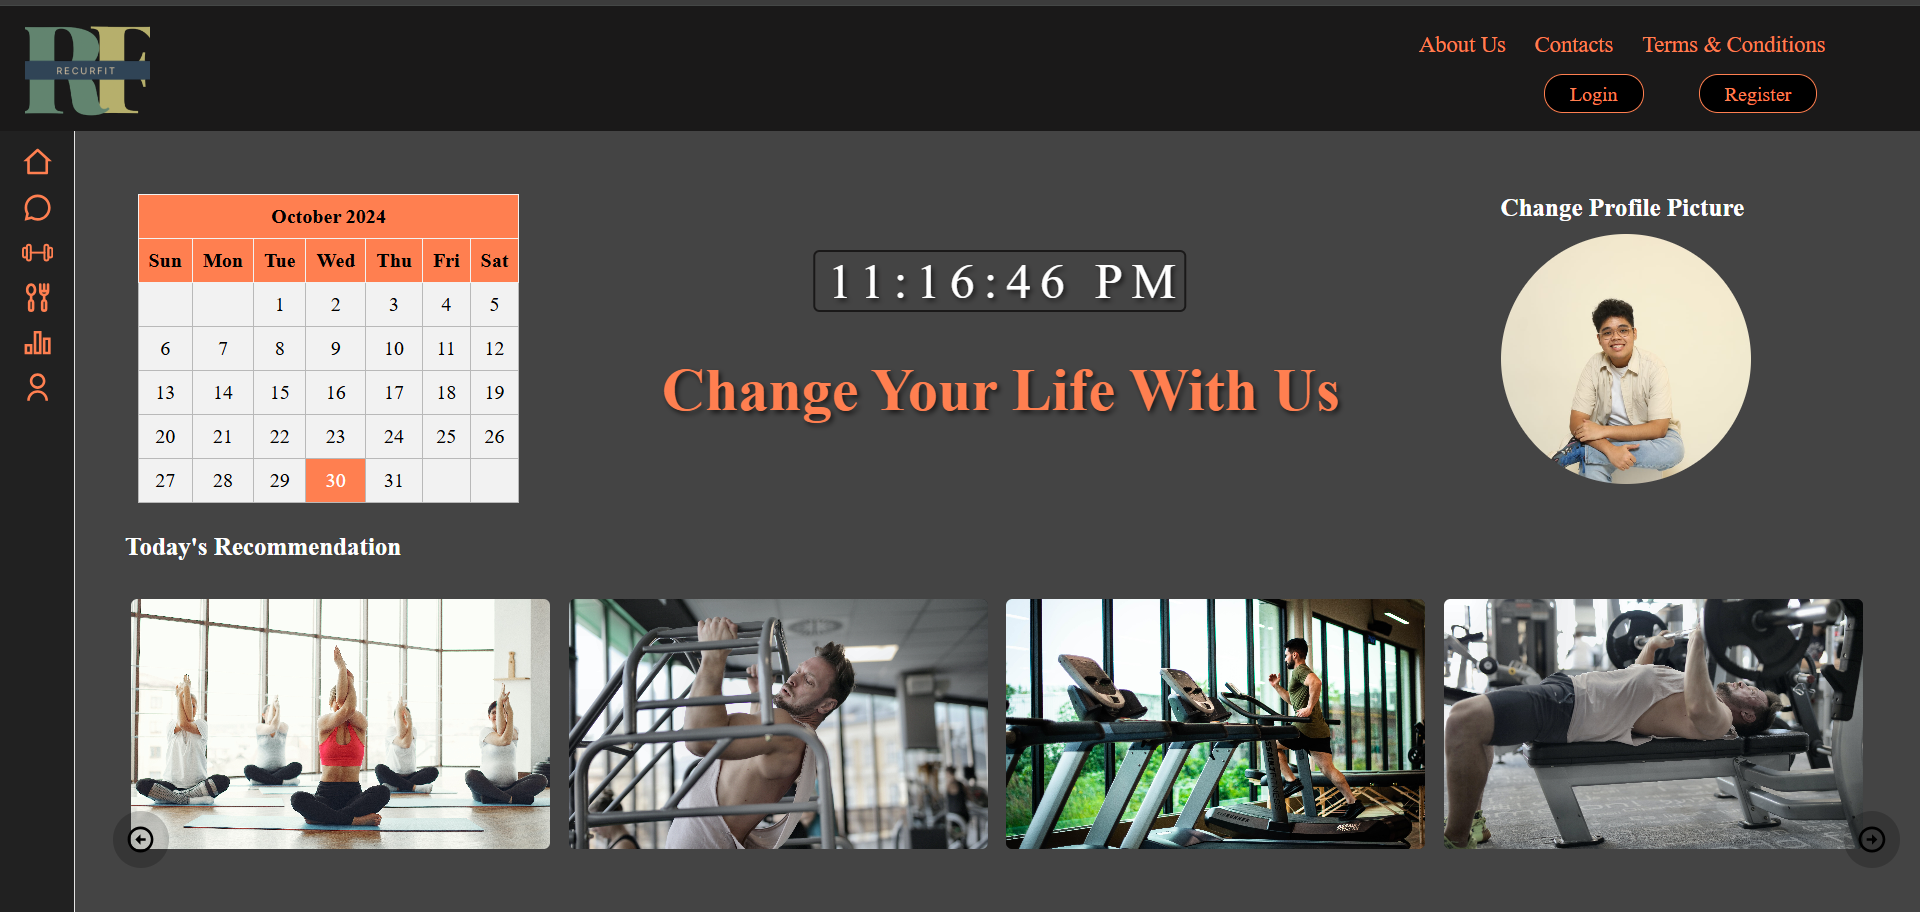 RECURFIT
About Us Contacts Terms & Conditions
Login Register
October 2024
Sun Mon Tue Wed Thu Fri Sat
1 2 3 4 5
6 7 8 9 10 11 12
13 14 15 16 17 18 19
20 21 22 23 24 25 26
27 28 29 30 31
11:16:46 PM
Change Your Life With Us
Change Profile Picture
Today's Recommendation